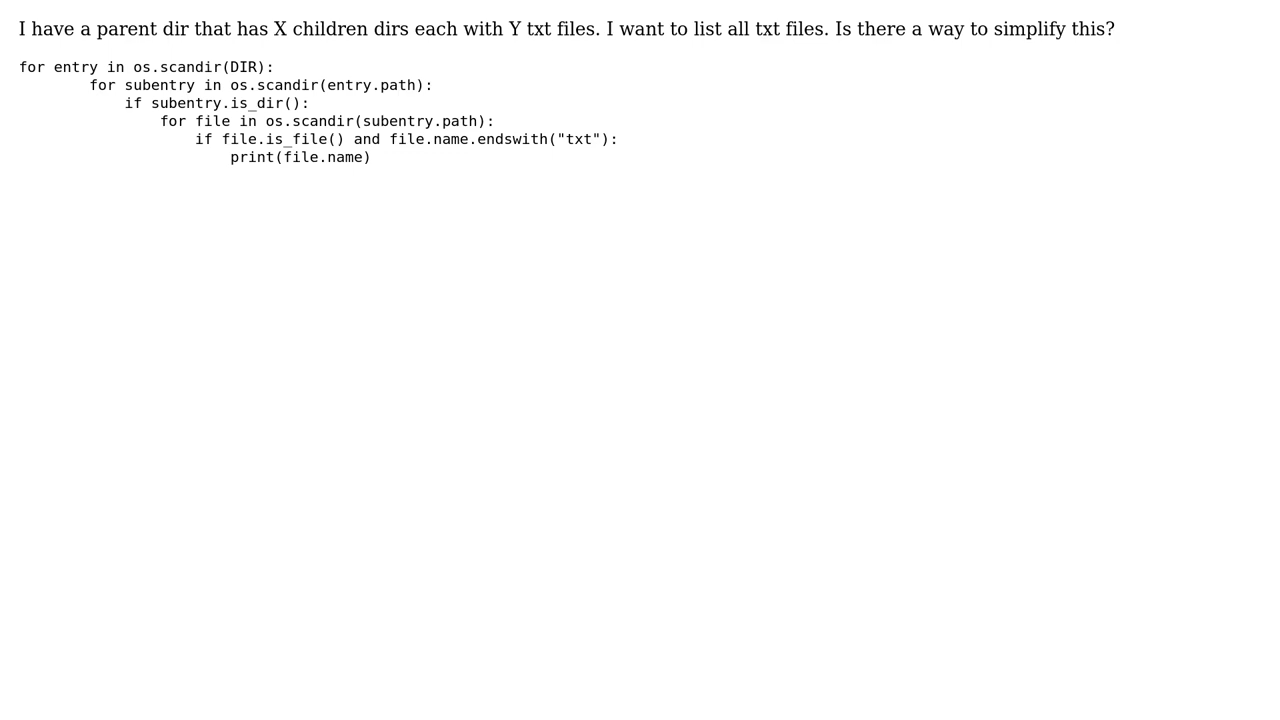 I have a parent dir that has X children dirs each with Y txt files. I want to list all txt files. Is there a way to simplify this?
for entry in os.scandir(DIR):
        for subentry in os.scandir(entry.path):
            if subentry.is_dir():
                for file in os.scandir(subentry.path):
                    if file.is_file() and file.name.endswith("txt"):
                        print(file.name)